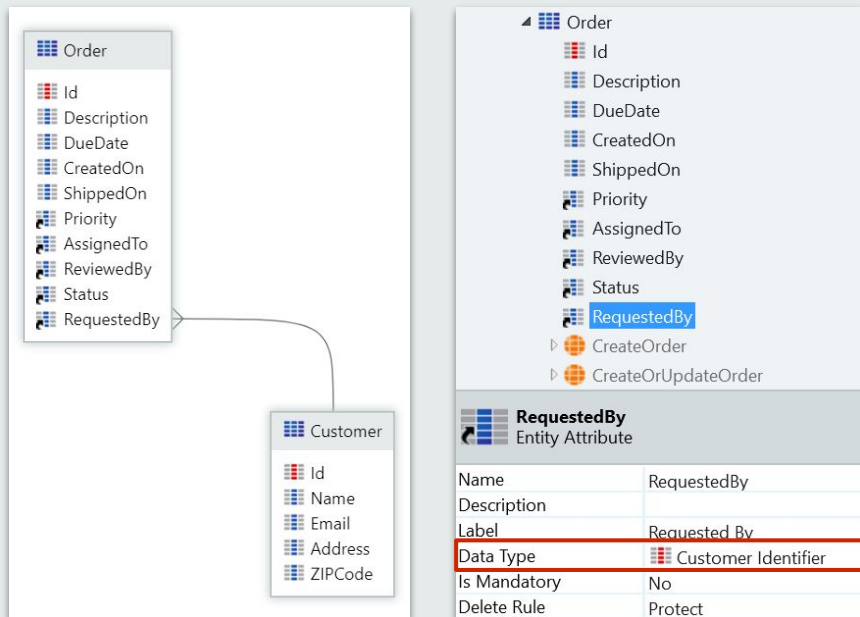 Order
Id
Description
DueDate
CreatedOn
ShippedOn
Priority
AssignedTo
ReviewedBy
Status
RequestedBy
Customer
Id
Name
Email
Address
ZIPCode
Order
Id
Description
DueDate
CreatedOn
ShippedOn
Priority
AssignedTo
ReviewedBy
Status
RequestedBy
CreateOrder
CreateOrUpdateOrder
RequestedBy
Entity Attribute
Name RequestedBy
Description
Label Requested By
Data Type Customer Identifier
Is Mandatory No
Delete Rule Protect